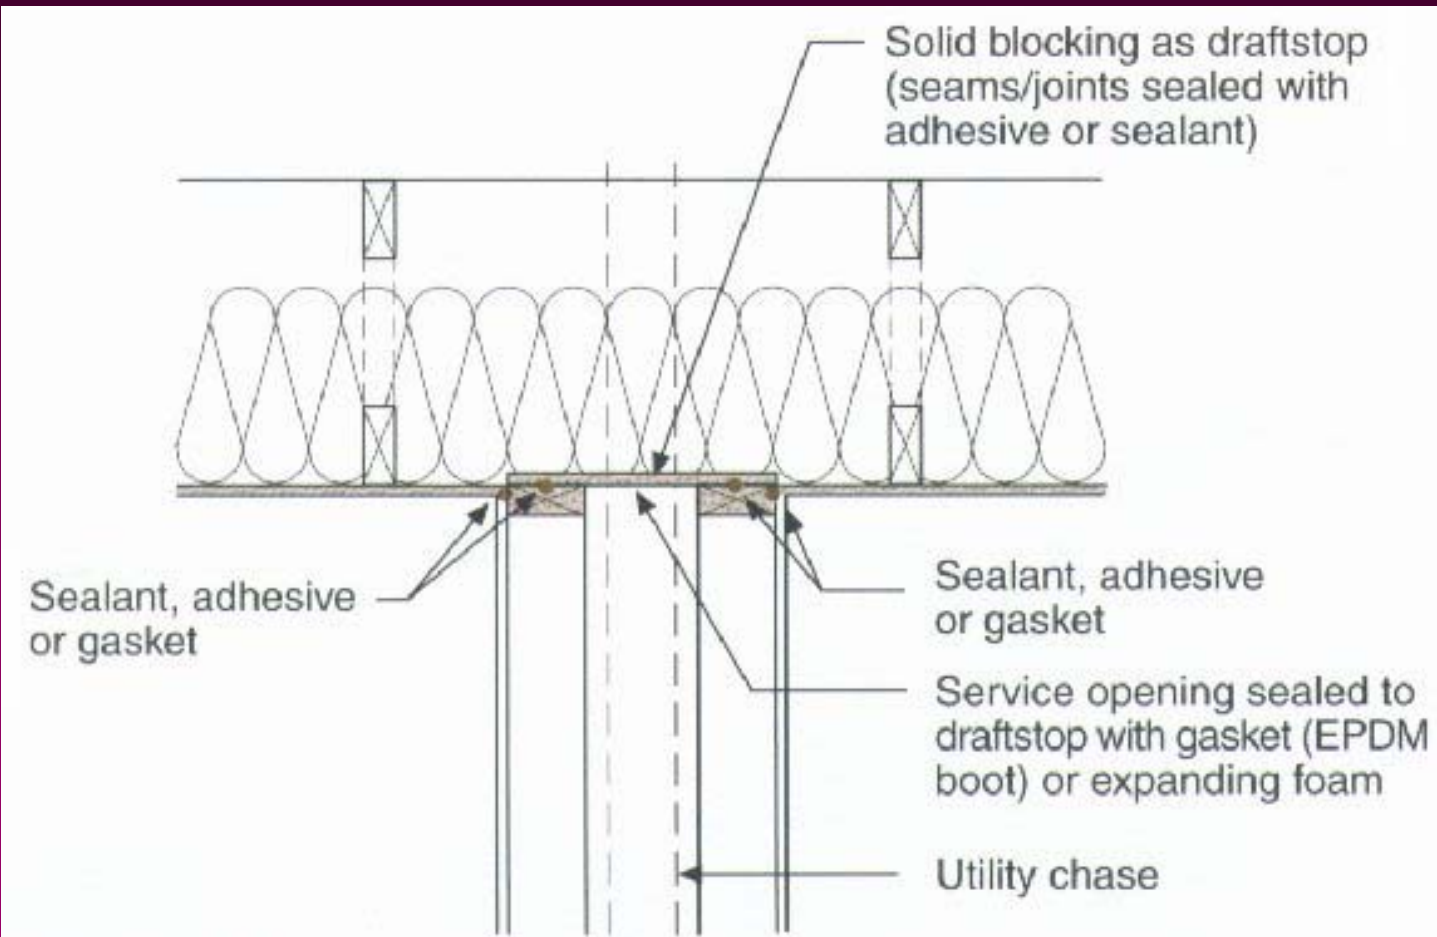 Solid blocking as draftstop
(seams/joints sealed with
adhesive or sealant)
Sealant, adhesive
or gasket
Sealant, adhesive
or gasket
Service opening sealed to
draftstop with gasket (EPDM
boot) or expanding foam
Utility chase